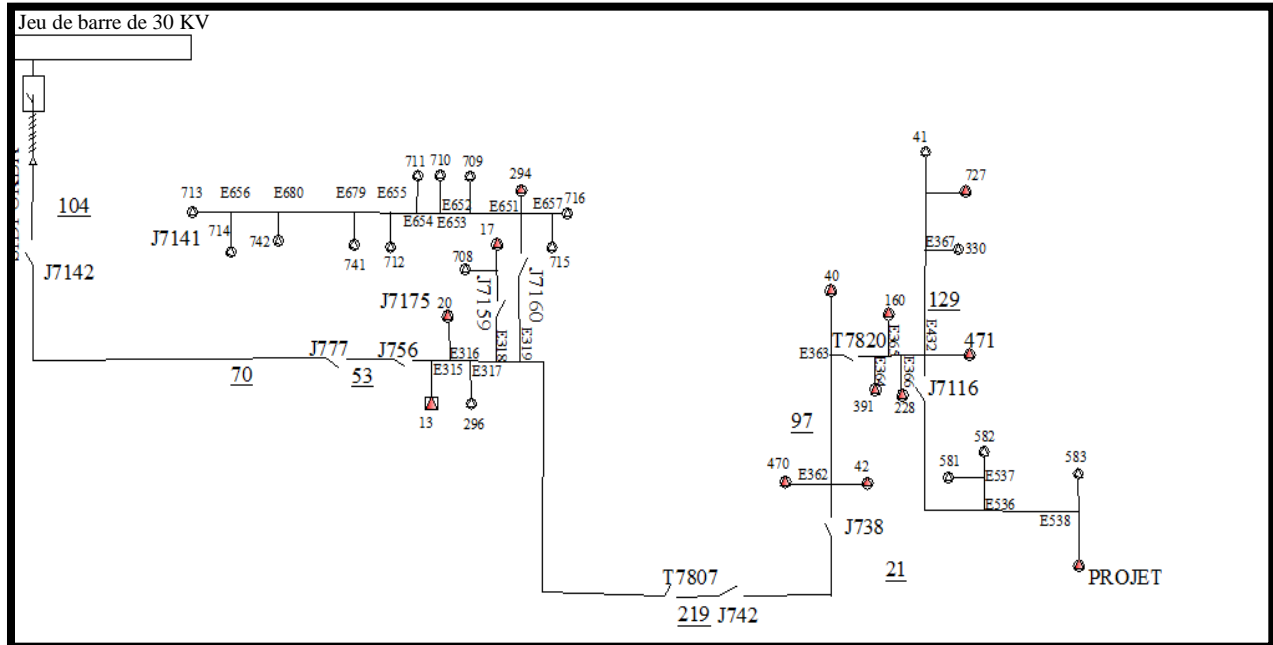 Jeu de barre de 30 KV
104
J7142
713
E656
E680
E679
E655
711
710
709
294
E654
E652
E653
E651
E657
716
J7141
714
742
741
712
17
715
708
J7175
20
J7159
J7160
J777
J756
E316
E315
E317
E318
E319
70
53
13
296
41
727
E367
330
40
160
129
T7820
E432
471
E363
E364
E366
J7116
391
228
97
470
E362
42
582
583
581
E537
E536
E538
J738
T7807
21
PROJET
219
J742